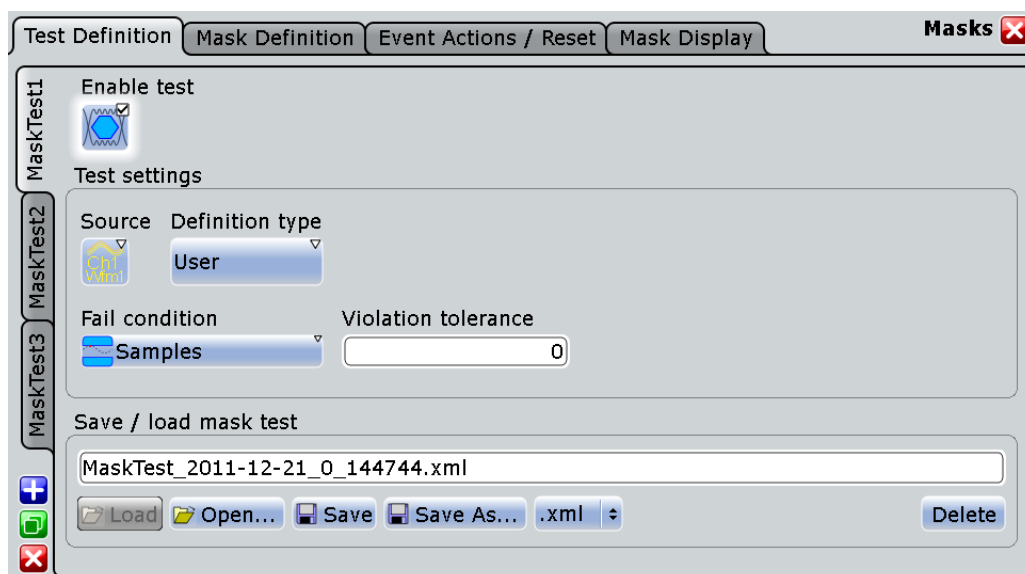 Test Definition
Mask Definition
Event Actions / Reset
Mask Display
Masks
MaskTest1
MaskTest2
MaskTest3
Enable test
Test settings
Source
Definition type
Ch1
Wfm1
User
Fail condition
Violation tolerance
Samples
0
Save / load mask test
MaskTest_2011-12-21_0_144744.xml
Load
Open...
Save
Save As...
.xml
Delete